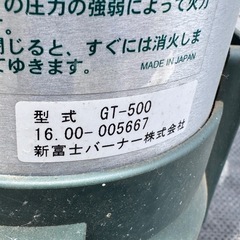 の圧力の強弱によって火力
閉じると、すぐには消火しま
てゆきます。
MADE IN JAPAN
型式 GT-500
16.00-005667
新富士バーナー株式会社